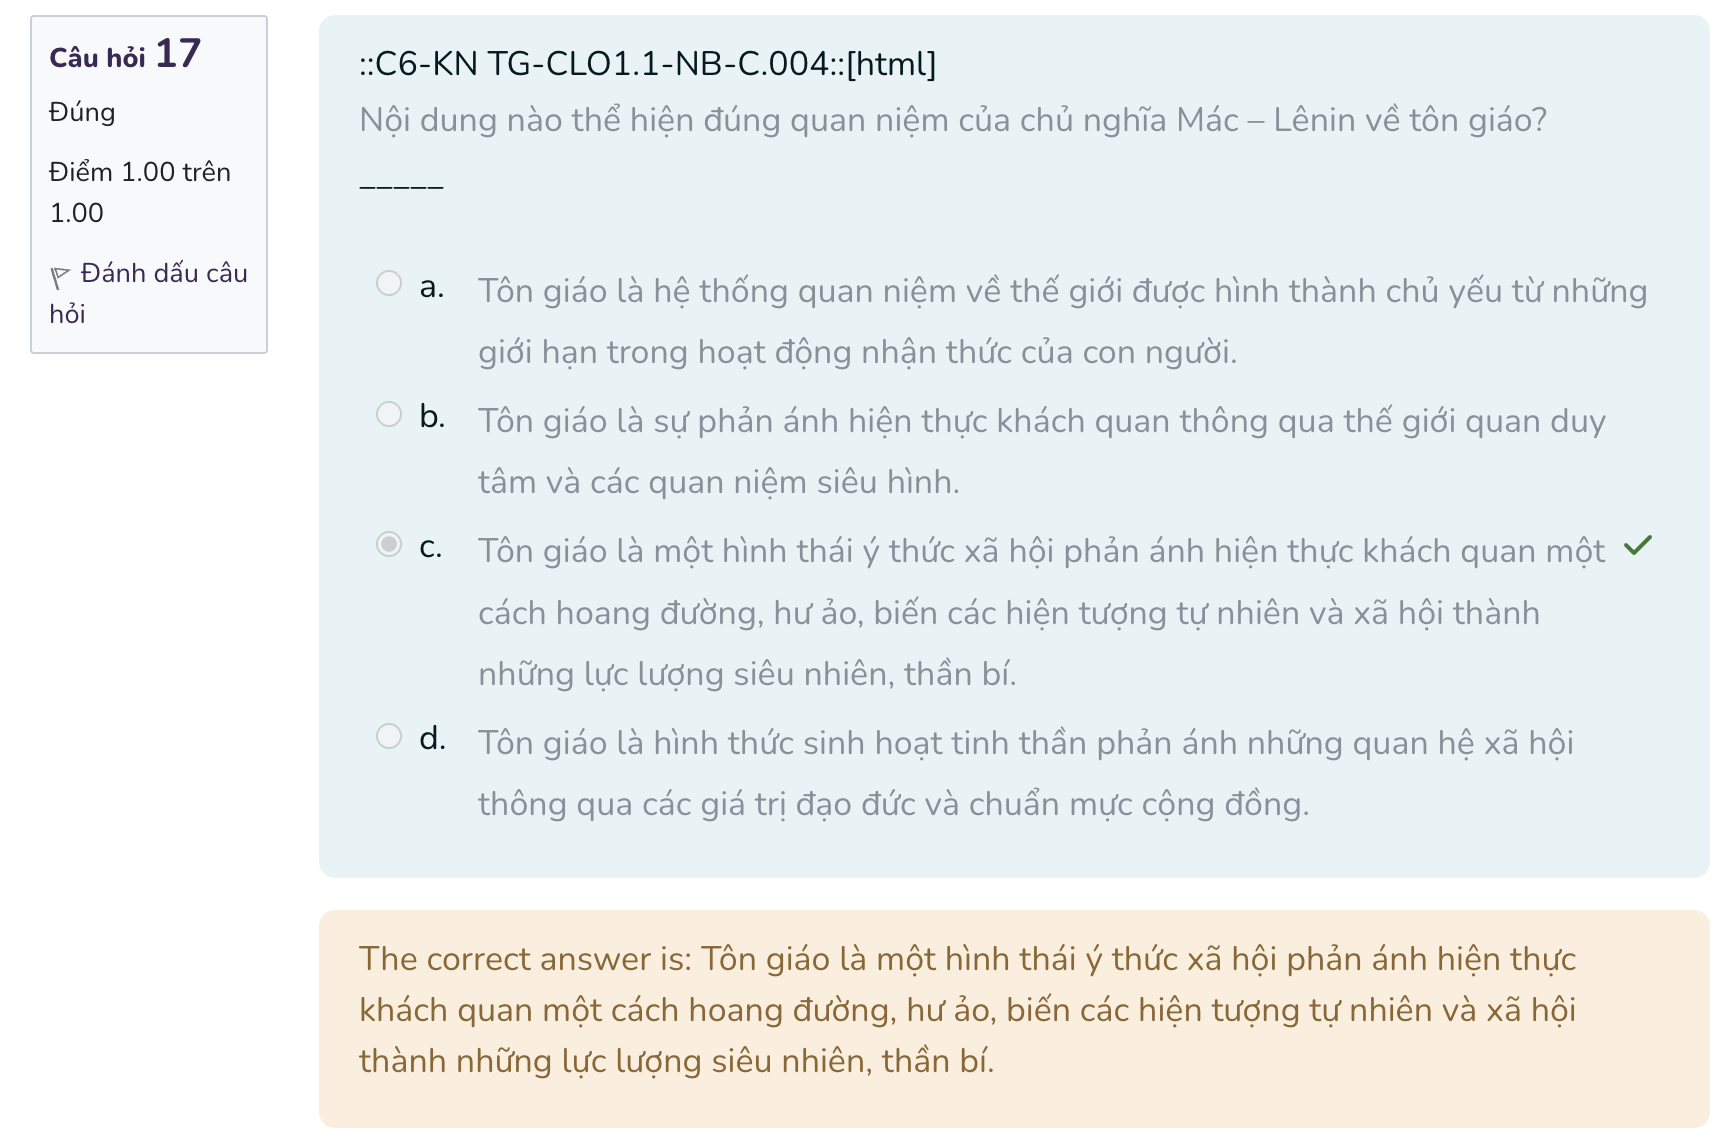 Câu hỏi 17
Đúng
Điểm 1.00 trên
1.00
Đánh dấu câu
hỏi
::C6-KN TG-CLO1.1-NB-C.004::[html]
Nội dung nào thể hiện đúng quan niệm của chủ nghĩa Mác – Lênin về tôn giáo?
_____
a. Tôn giáo là hệ thống quan niệm về thế giới được hình thành chủ yếu từ những
giới hạn trong hoạt động nhận thức của con người.
b. Tôn giáo là sự phản ánh hiện thực khách quan thông qua thế giới quan duy
tâm và các quan niệm siêu hình.
c. Tôn giáo là một hình thái ý thức xã hội phản ánh hiện thực khách quan một
cách hoang đường, hư ảo, biến các hiện tượng tự nhiên và xã hội thành
những lực lượng siêu nhiên, thần bí.
d. Tôn giáo là hình thức sinh hoạt tinh thần phản ánh những quan hệ xã hội
thông qua các giá trị đạo đức và chuẩn mực cộng đồng.
The correct answer is: Tôn giáo là một hình thái ý thức xã hội phản ánh hiện thực
khách quan một cách hoang đường, hư ảo, biến các hiện tượng tự nhiên và xã hội
thành những lực lượng siêu nhiên, thần bí.